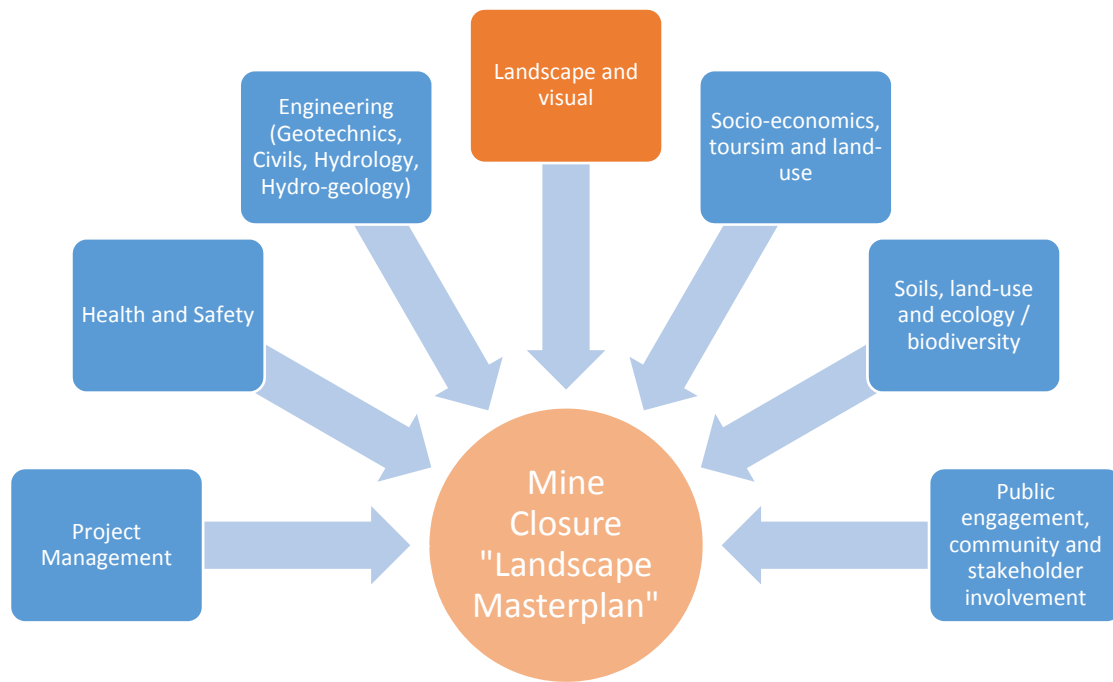 Landscape and
visual
Engineering
(Geotechnics,
Civils, Hydrology,
Hydro-geology)
Socio-economics,
toursim and land-
use
Health and Safety
Soils, land-use
and ecology /
biodiversity
Project
Management
Mine
Closure
"Landscape
Masterplan"
Public
engagement,
community and
stakeholder
involvement